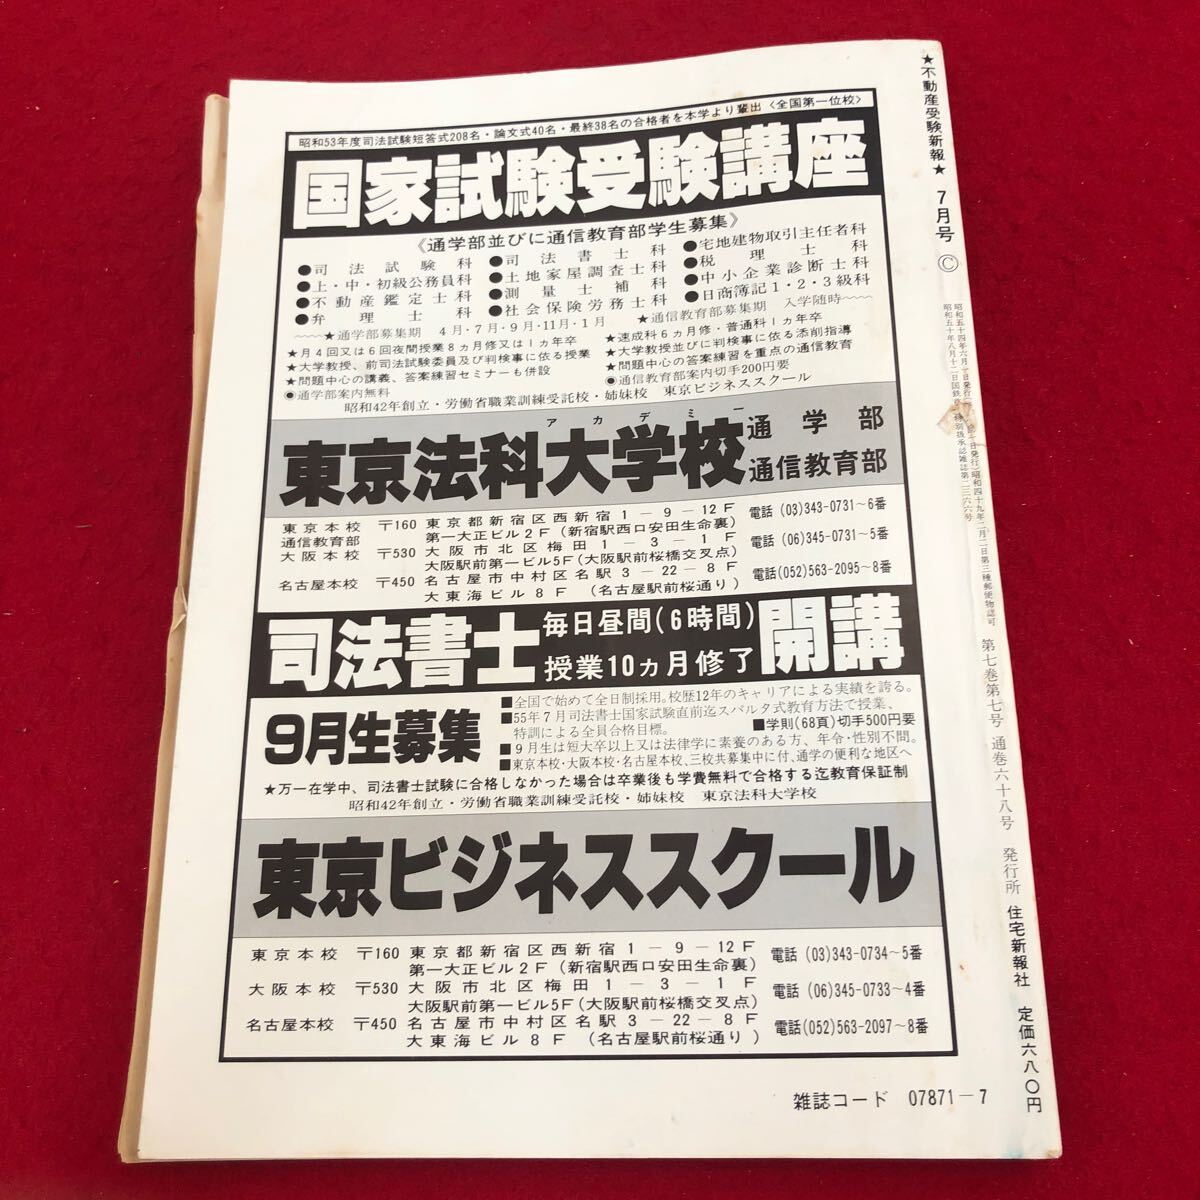 昭和53年度司法試験短答式208名・論文式40名・最終38名の合格者を本学より輩出〈全国第一位校〉
国家試験受験講座
《通学部並びに通信教育部学生募集》
●司法試験科
●上・中・初級公務員科
●不動産鑑定士科
●弁理士科
●司法書士科
●土地家屋調査士科
●測量士補科
●社会保険労務士科
●宅地建物取引主任者科
●税理士科
●中小企業診断士科
●日商簿記1・2・3級科
～～★通学部募集期 4月・7月・9月・11月・1月
★通信教育部募集期 入学随時～～
★月4回又は6回夜間授業8ヵ月修又は1ヵ年卒
★大学教授、前司法試験委員及び判検事に依る授業
★問題中心の講義、答案練習セミナーも併設
◉通学部案内無料
★速成科6ヵ月修・普通科1ヵ年卒
★大学教授並びに判検事に依る添削指導
★問題中心の答案練習を重点の通信教育
◉通信教育部案内切手200円要
昭和42年創立・労働省職業訓練受託校・姉妹校 東京ビジネススクール
アカデミー
東京法科大学校
通学部
通信教育部
東京本校
通信教育部
〒160 東京都新宿区西新宿1-9-12F
第一大正ビル2F(新宿駅西口安田生命裏)
電話 (03)343-0731～6番
大阪本校 〒530 大阪市北区梅田1-3-1F
大阪駅前第一ビル5F(大阪駅前桜橋交叉点)
電話 (06)345-0731～5番
名古屋本校 〒450 名古屋市中村区名駅3-22-8F
大東海ビル8F (名古屋駅前桜通り)
電話(052)563-2095～8番
司法書士
毎日昼間(6時間)
授業10ヵ月修了
開講
9月生募集
■全国で始めて全日制採用。校歴12年のキャリアによる実績を誇る。
■55年7月司法書士国家試験直前迄スパルタ式教育方法で授業、
特訓による全員合格目標。
■学則(68頁)切手500円要
■9月生は短大卒以上又は法律学に素養のある方、年令・性別不問。
■東京本校・大阪本校・名古屋本校、三校共募集中に付、通学の便利な地区へ
★万一在学中、司法書士試験に合格しなかった場合は卒業後も学費無料で合格する迄教育保証制
昭和42年創立・労働省職業訓練受託校・姉妹校 東京法科大学校
東京ビジネススクール
東京本校 〒160 東京都新宿区西新宿1-9-12F
第一大正ビル2F(新宿駅西口安田生命裏)
電話 (03)343-0734～5番
大阪本校 〒530 大阪市北区梅田1-3-1F
大阪駅前第一ビル5F(大阪駅前桜橋交叉点)
電話 (06)345-0733～4番
名古屋本校 〒450 名古屋市中村区名駅3-22-8F
大東海ビル8F (名古屋駅前桜通り)
電話(052)563-2097～8番
雑誌コード 07871-7
★不動産受験新報★ 7月号 ©
昭和四十九年二月二日第三種郵便物認可
第七巻第七号 通巻六十八号 発行所 住宅新報社 定価六八〇円